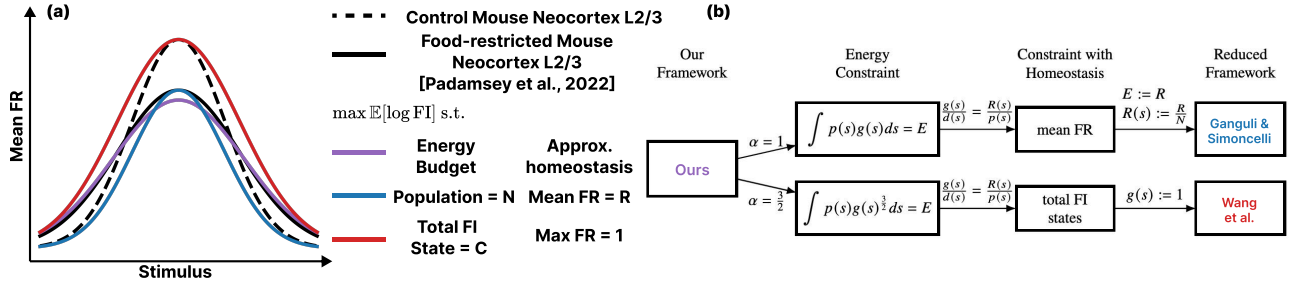 (a)
Mean FR
Stimulus
Control Mouse Neocortex L2/3
Food-restricted Mouse
Neocortex L2/3
[Padamsey et al., 2022]
max 𝔼[log FI] s.t.
Energy
Budget
Approx.
homeostasis
Population = N
Mean FR = R
Total FI
State = C
Max FR = 1
(b)
Our
Framework
Energy
Constraint
Constraint with
Homeostasis
Reduced
Framework
Ours
α = 1
α = 3/2
∫ p(s)g(s)ds = E
g(s)/d(s) = R(s)/p(s)
mean FR
E := R
R(s) := R/N
Ganguli &
Simoncelli
∫ p(s)g(s)^{3/2}ds = E
g(s)/d(s) = R(s)/p(s)
total FI
states
g(s) := 1
Wang
et al.